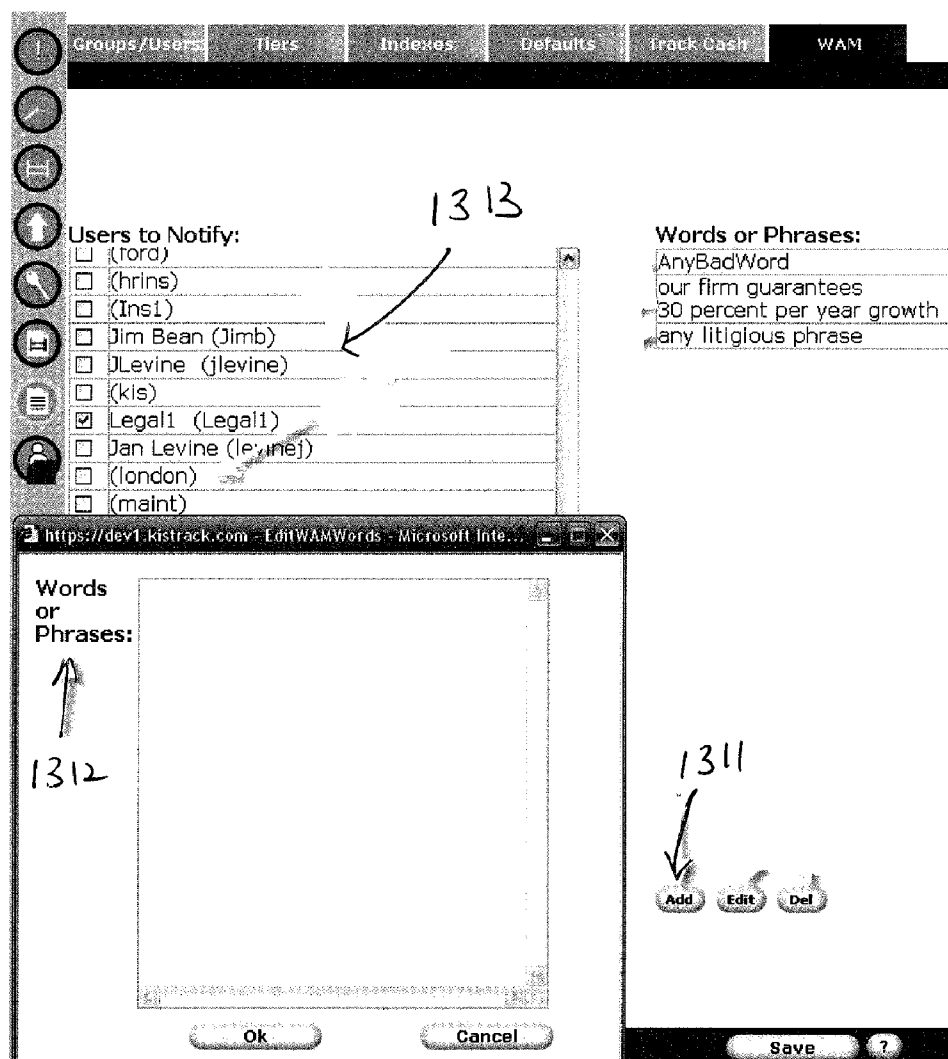 Groups/Users Tiers Indexes Defaults Track Cash WAM
1313
Users to Notify:
(ford)
(hrins)
(Ins1)
Jim Bean (Jimb)
JLevine (jlevine)
(kis)
Legal1 (Legal1)
Jan Levine (levinej)
(london)
(maint)
Words or Phrases:
AnyBadWord
our firm guarantees
30 percent per year growth
any litigious phrase
https://dev1.kistrack.com - EditWAMWords - Microsoft Inte...
Words
or
Phrases:
1312
1311
Add Edit Del
Ok Cancel
Save ?